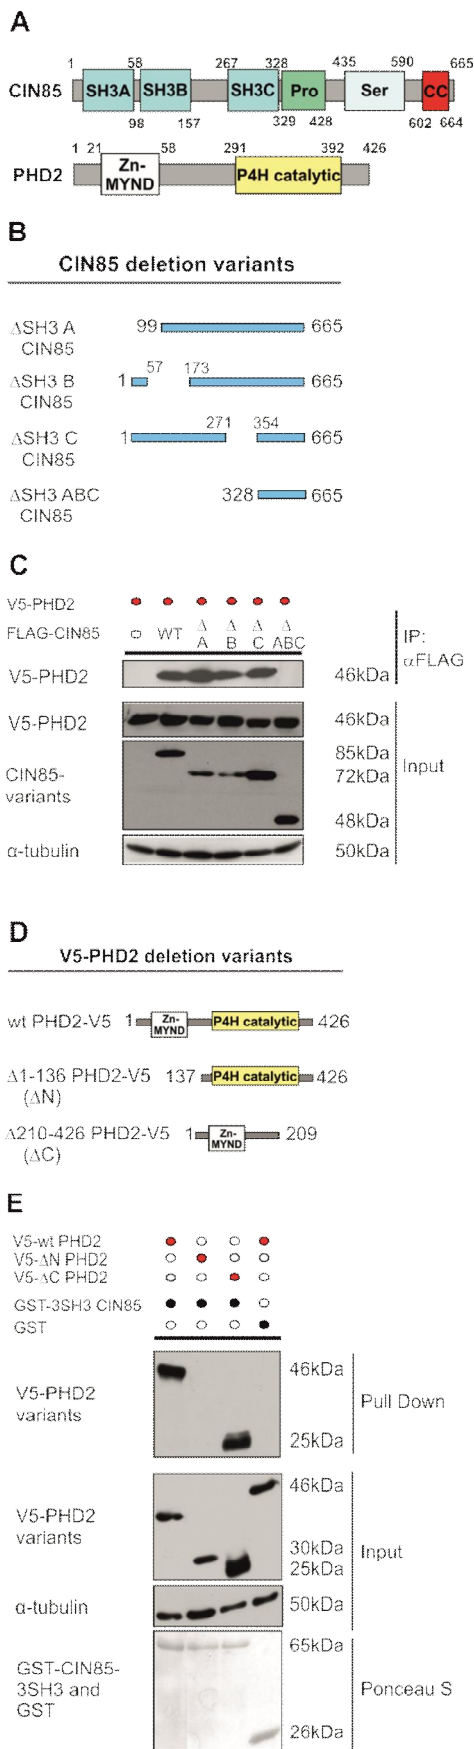 A
1 58 267 328 435 590 665
CIN85 SH3A SH3B SH3C Pro Ser CC
98 157 329 428 602 664
1 21 58 291 392 426
PHD2 Zn-MYND P4H catalytic
B
CIN85 deletion variants
ΔSH3 A CIN85 99 665
ΔSH3 B CIN85 1 57 173 665
ΔSH3 C CIN85 1 271 354 665
ΔSH3 ABC CIN85 328 665
C
V5-PHD2
FLAG-CIN85 WT Δ A Δ B Δ C Δ ABC
IP: αFLAG
V5-PHD2 46kDa
V5-PHD2 46kDa
CIN85-variants 85kDa 72kDa 48kDa
Input
α-tubulin 50kDa
D
V5-PHD2 deletion variants
wt PHD2-V5 1 Zn-MYND P4H catalytic 426
Δ1-136 PHD2-V5 (ΔN) 137 P4H catalytic 426
Δ210-426 PHD2-V5 (ΔC) 1 Zn-MYND 209
E
V5-wt PHD2
V5-ΔN PHD2
V5-ΔC PHD2
GST-3SH3 CIN85
GST
V5-PHD2 variants 46kDa 25kDa Pull Down
V5-PHD2 variants 46kDa 30kDa 25kDa Input
α-tubulin 50kDa
GST-CIN85-3SH3 and GST 65kDa 26kDa Ponceau S